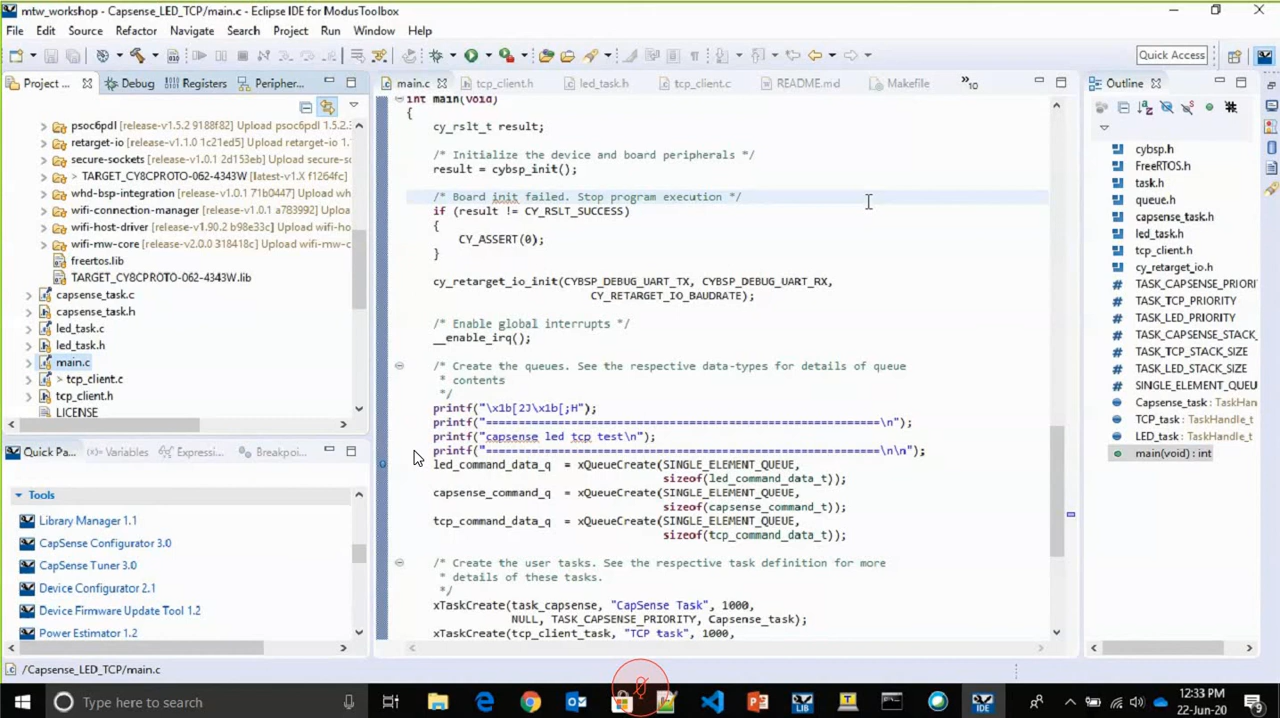 mtw_workshop - Capsense_LED_TCP/main.c - Eclipse IDE for ModusToolbox
File Edit Source Refactor Navigate Search Project Run Window Help
Quick Access
Project ... Debug Registers Peripher...
psoc6pdl [release-v1.5.2 9188f82] Upload psoc6pdl 1.5.2.
retarget-io [release-v1.1.0 1c21ed5] Upload retarget-io 1.
secure-sockets [release-v1.0.1 2d153eb] Upload secure-s
> TARGET_CY8CPROTO-062-4343W [latest-v1.X f1264fc]
whd-bsp-integration [release-v1.0.1 71b0447] Upload whd
wifi-connection-manager [release-v1.0.1 a783992] Upload
wifi-host-driver [release-v1.90.2 b98e33c] Upload wifi-ho
wifi-mw-core [release-v2.0.0 318418c] Upload wifi-mw-co
freertos.lib
TARGET_CY8CPROTO-062-4343W.lib
capsense_task.c
capsense_task.h
led_task.c
led_task.h
main.c
> tcp_client.c
tcp_client.h
LICENSE
Quick Pa... Variables Expressi... Breakpoi...
Tools
Library Manager 1.1
CapSense Configurator 3.0
CapSense Tuner 3.0
Device Configurator 2.1
Device Firmware Update Tool 1.2
Power Estimator 1.2
main.c tcp_client.h led_task.h tcp_client.c README.md Makefile »10
int main(void)
{
cy_rslt_t result;
/* Initialize the device and board peripherals */
result = cybsp_init();
/* Board init failed. Stop program execution */
if (result != CY_RSLT_SUCCESS)
{
CY_ASSERT(0);
}
cy_retarget_io_init(CYBSP_DEBUG_UART_TX, CYBSP_DEBUG_UART_RX,
CY_RETARGET_IO_BAUDRATE);
/* Enable global interrupts */
__enable_irq();
/* Create the queues. See the respective data-types for details of queue
* contents
*/
printf("\x1b[2J\x1b[;H");
printf("===============================================================\n");
printf("capsense led tcp test\n");
printf("===============================================================\n\n");
led_command_data_q = xQueueCreate(SINGLE_ELEMENT_QUEUE,
sizeof(led_command_data_t));
capsense_command_q = xQueueCreate(SINGLE_ELEMENT_QUEUE,
sizeof(capsense_command_t));
tcp_command_data_q = xQueueCreate(SINGLE_ELEMENT_QUEUE,
sizeof(tcp_command_data_t));
/* Create the user tasks. See the respective task definition for more
* details of these tasks.
*/
xTaskCreate(task_capsense, "CapSense Task", 1000,
NULL, TASK_CAPSENSE_PRIORITY, Capsense_task);
xTaskCreate(tcp_client_task, "TCP task", 1000,
Outline
cybsp.h
FreeRTOS.h
task.h
queue.h
capsense_task.h
led_task.h
tcp_client.h
cy_retarget_io.h
TASK_CAPSENSE_PRIORI
TASK_TCP_PRIORITY
TASK_LED_PRIORITY
TASK_CAPSENSE_STACK_
TASK_TCP_STACK_SIZE
TASK_LED_STACK_SIZE
SINGLE_ELEMENT_QUEU
Capsense_task : TaskHan
TCP_task : TaskHandle_t
LED_task : TaskHandle_t
main(void) : int
/Capsense_LED_TCP/main.c
Type here to search
LIB
IDE
12:33 PM
22-Jun-20
9